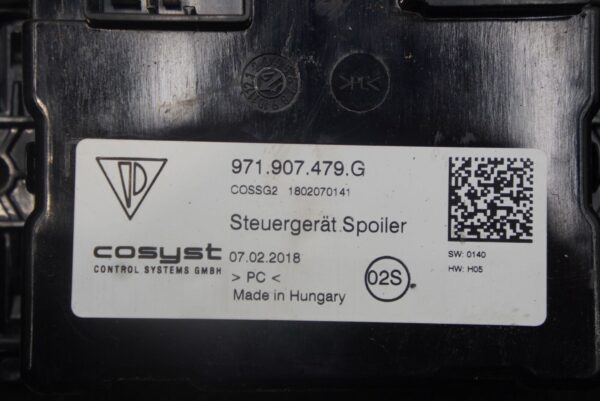 >PL<
971.907.479.G
COSSG2 1802070141
Steuergerät Spoiler
cosyst
CONTROL SYSTEMS GMBH
07.02.2018
> PC <
Made in Hungary
02S
SW: 0140
HW: H05